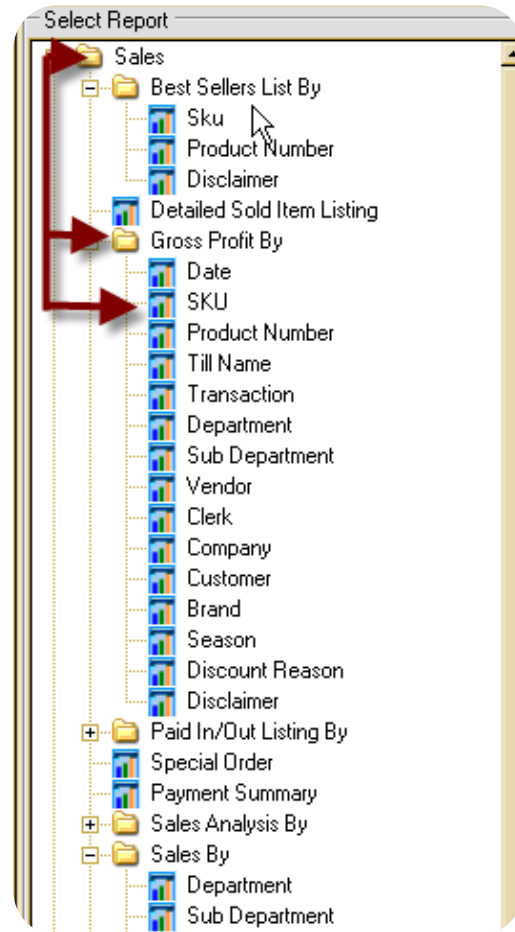 Select Report
Sales
Best Sellers List By
Sku
Product Number
Disclaimer
Detailed Sold Item Listing
Gross Profit By
Date
SKU
Product Number
Till Name
Transaction
Department
Sub Department
Vendor
Clerk
Company
Customer
Brand
Season
Discount Reason
Disclaimer
Paid In/Out Listing By
Special Order
Payment Summary
Sales Analysis By
Sales By
Department
Sub Department